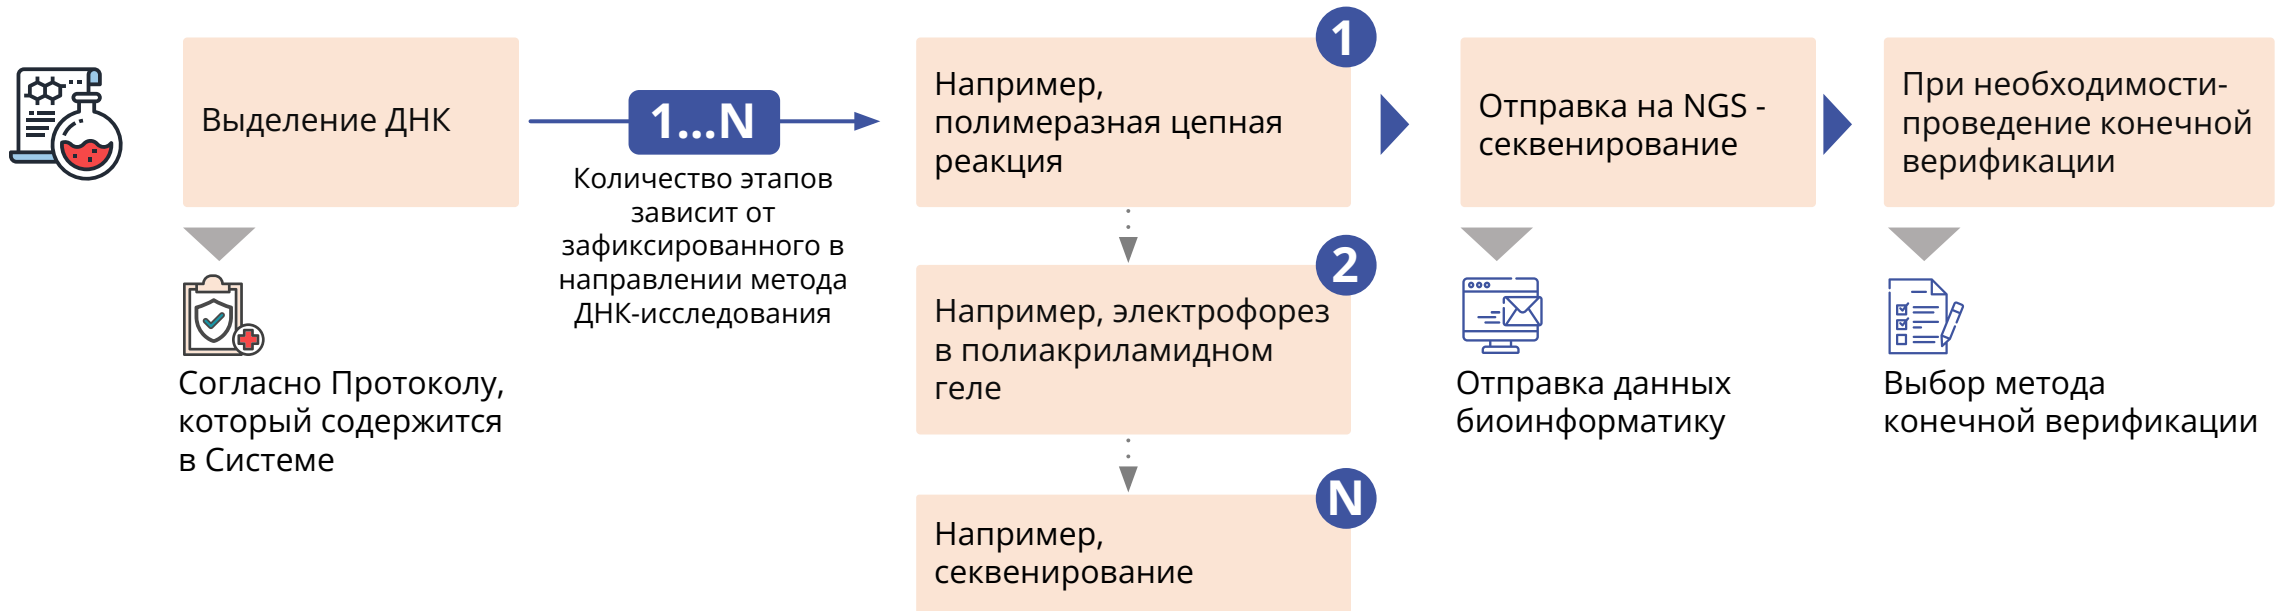 Выделение ДНК
1...N
Количество этапов
зависит от
зафиксированного в
направлении метода
ДНК-исследования
Согласно Протоколу,
который содержится
в Системе
1
Например,
полимеразная цепная
реакция
2
Например, электрофорез
в полиакриламидном
геле
N
Например,
секвенирование
Отправка на NGS -
секвенирование
Отправка данных
биоинформатику
При необходимости-
проведение конечной
верификации
Выбор метода
конечной верификации